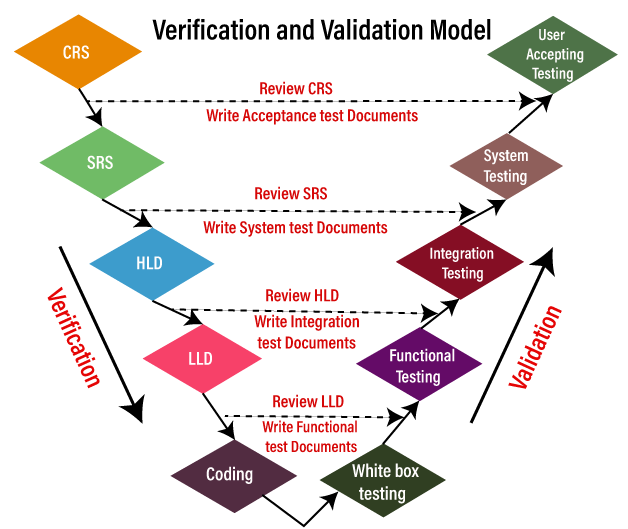 Verification and Validation Model
CRS
User
Accepting
Testing
Review CRS
Write Acceptance test Documents
SRS
System
Testing
Review SRS
Write System test Documents
HLD
Integration
Testing
Verification
Review HLD
Write Integration
test Documents
Validation
LLD
Functional
Testing
Review LLD
Write Functional
test Documents
Coding
White box
testing